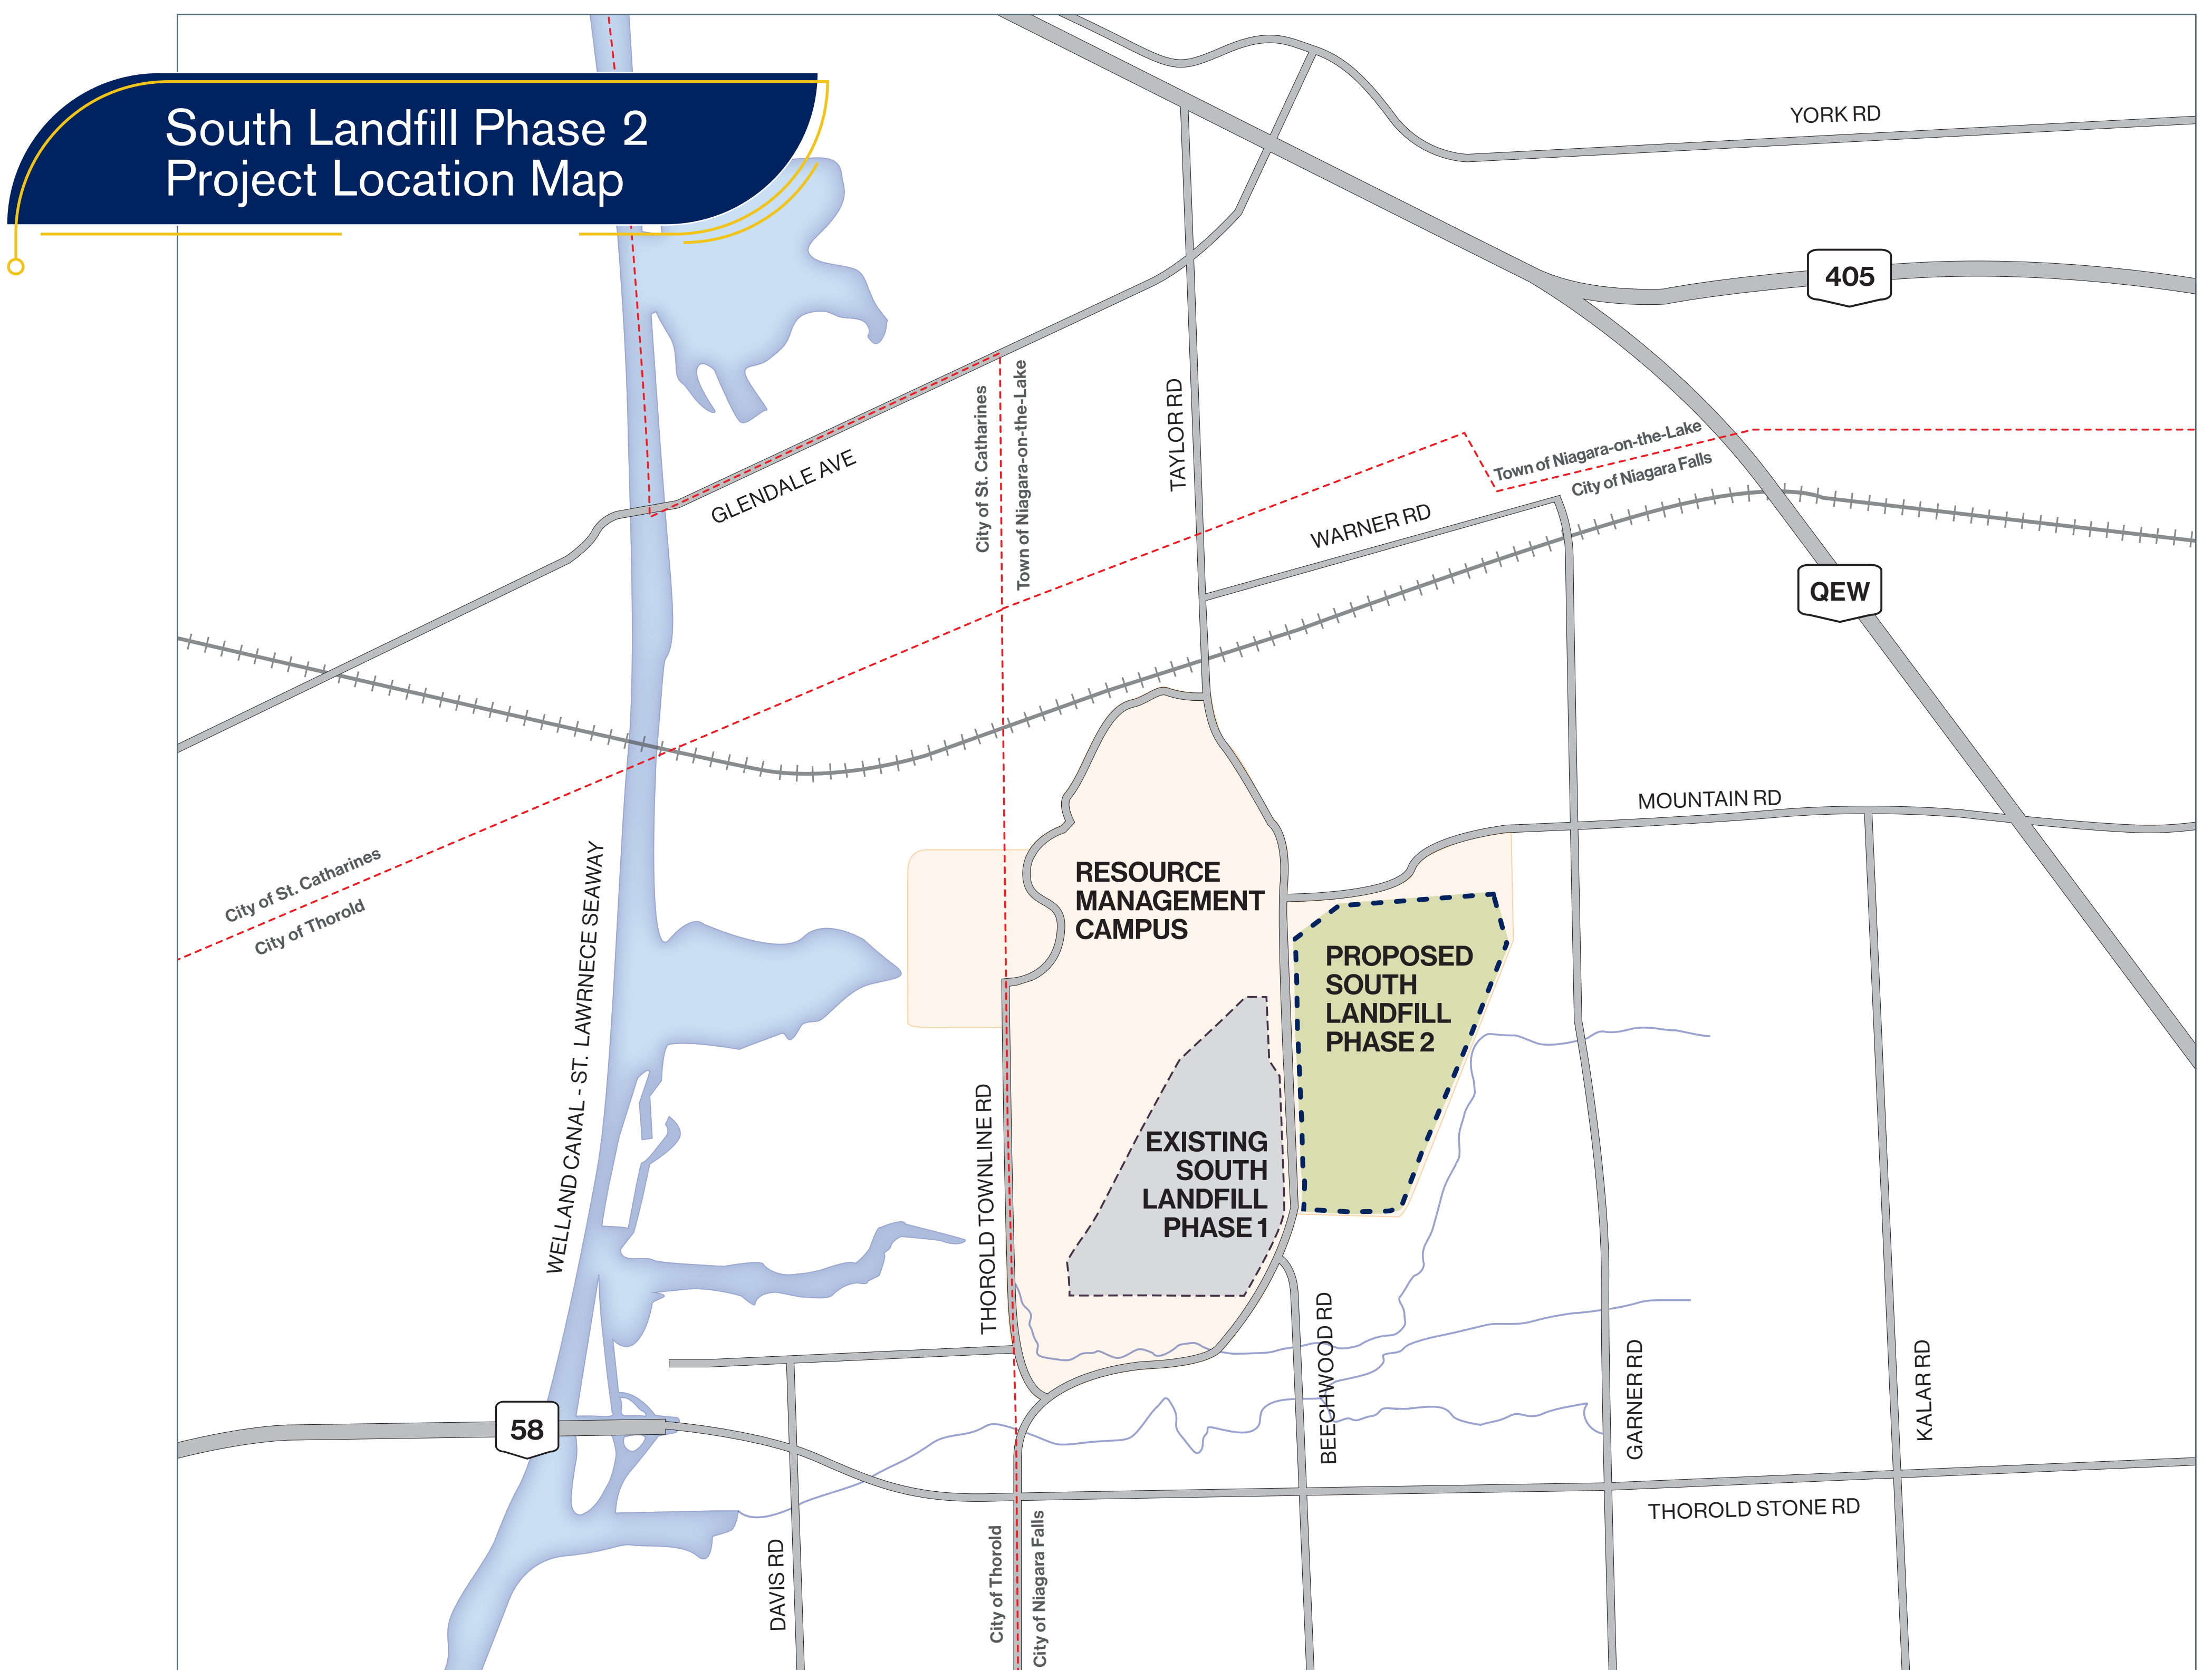 South Landfill Phase 2
Project Location Map
YORK RD
405
TAYLOR RD
City of St. Catharines
Town of Niagara-on-the-Lake
GLENDALE AVE
Town of Niagara-on-the-Lake
City of Niagara Falls
WARNER RD
QEW
MOUNTAIN RD
City of St. Catharines
City of Thorold
WELLAND CANAL - ST. LAWRNECE SEAWAY
RESOURCE
MANAGEMENT
CAMPUS
PROPOSED
SOUTH
LANDFILL
PHASE 2
EXISTING
SOUTH
LANDFILL
PHASE 1
THOROLD TOWNLINE RD
BEECHWOOD RD
GARNER RD
KALAR RD
58
THOROLD STONE RD
DAVIS RD
City of Thorold
City of Niagara Falls